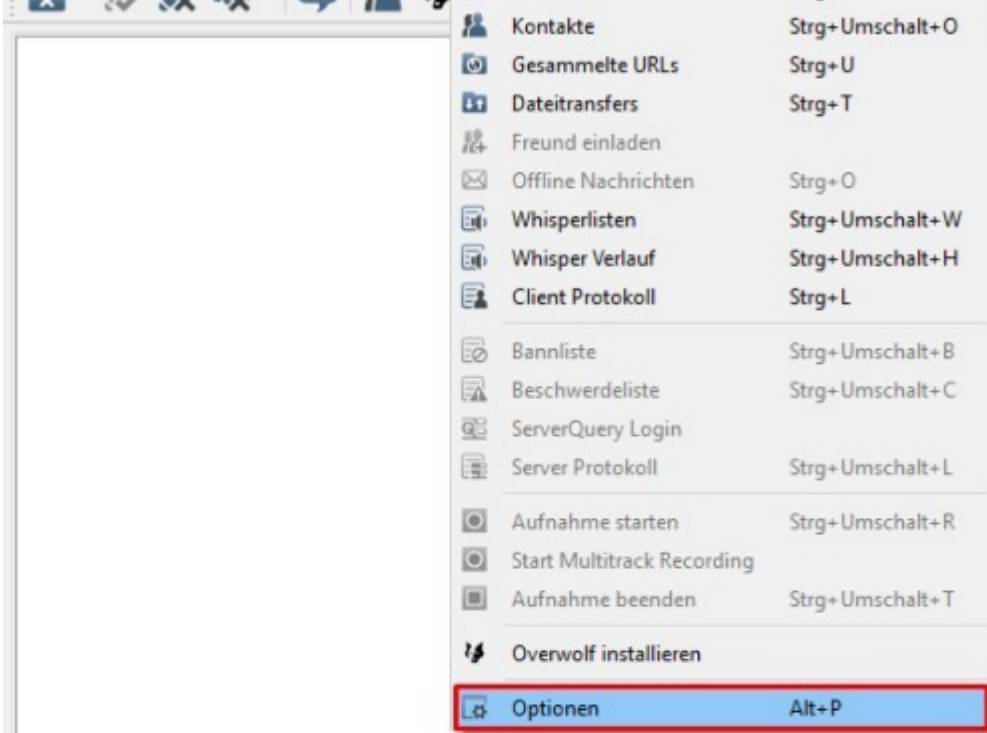 Kontakte Strg+Umschalt+O
Gesammelte URLs Strg+U
Dateitransfers Strg+T
Freund einladen
Offline Nachrichten Strg+O
Whisperlisten Strg+Umschalt+W
Whisper Verlauf Strg+Umschalt+H
Client Protokoll Strg+L
Bannliste Strg+Umschalt+B
Beschwerdeliste Strg+Umschalt+C
ServerQuery Login
Server Protokoll Strg+Umschalt+L
Aufnahme starten Strg+Umschalt+R
Start Multitrack Recording
Aufnahme beenden Strg+Umschalt+T
Overwolf installieren
Optionen Alt+P